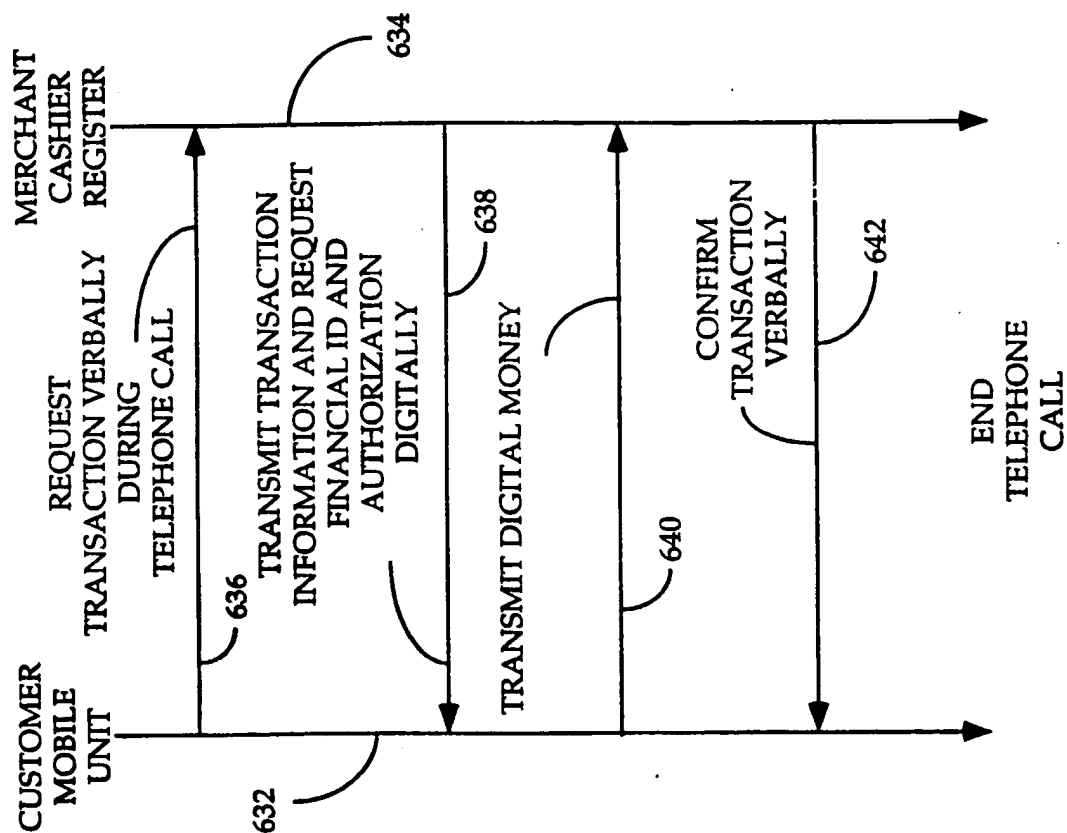 CUSTOMER
MOBILE
UNIT
MERCHANT
CASHIER
REGISTER
632
634
REQUEST
TRANSACTION VERBALLY
DURING
TELEPHONE CALL
636
TRANSMIT TRANSACTION
INFORMATION AND REQUEST
FINANCIAL ID AND
AUTHORIZATION
DIGITALLY
638
TRANSMIT DIGITAL MONEY
640
CONFIRM
TRANSACTION
VERBALLY
642
END
TELEPHONE
CALL